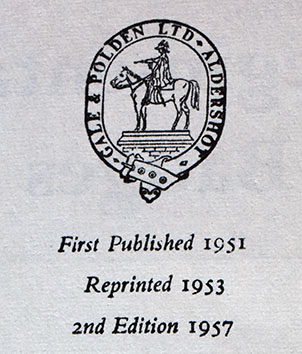 GALE & POLDEN LTD • ALDERSHOT •
First Published 1951
Reprinted 1953
2nd Edition 1957